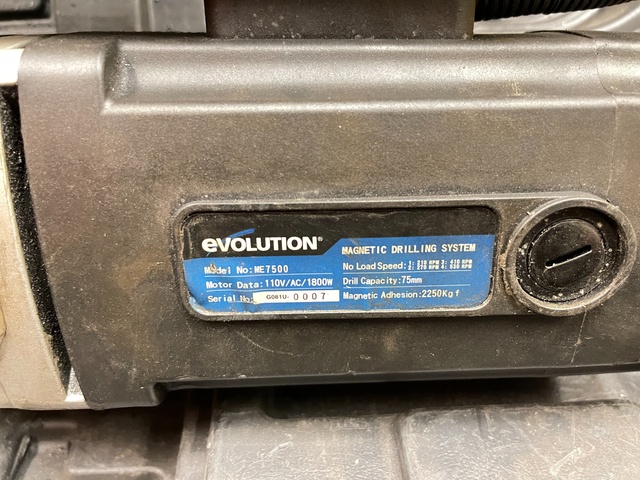 evolution®
MAGNETIC DRILLING SYSTEM
Model No: ME7500
Motor Data: 110V/AC/1800W
Serial No: G081U- 0007
No Load Speed:
Drill Capacity: 75mm
Magnetic Adhesion: 2250Kgf